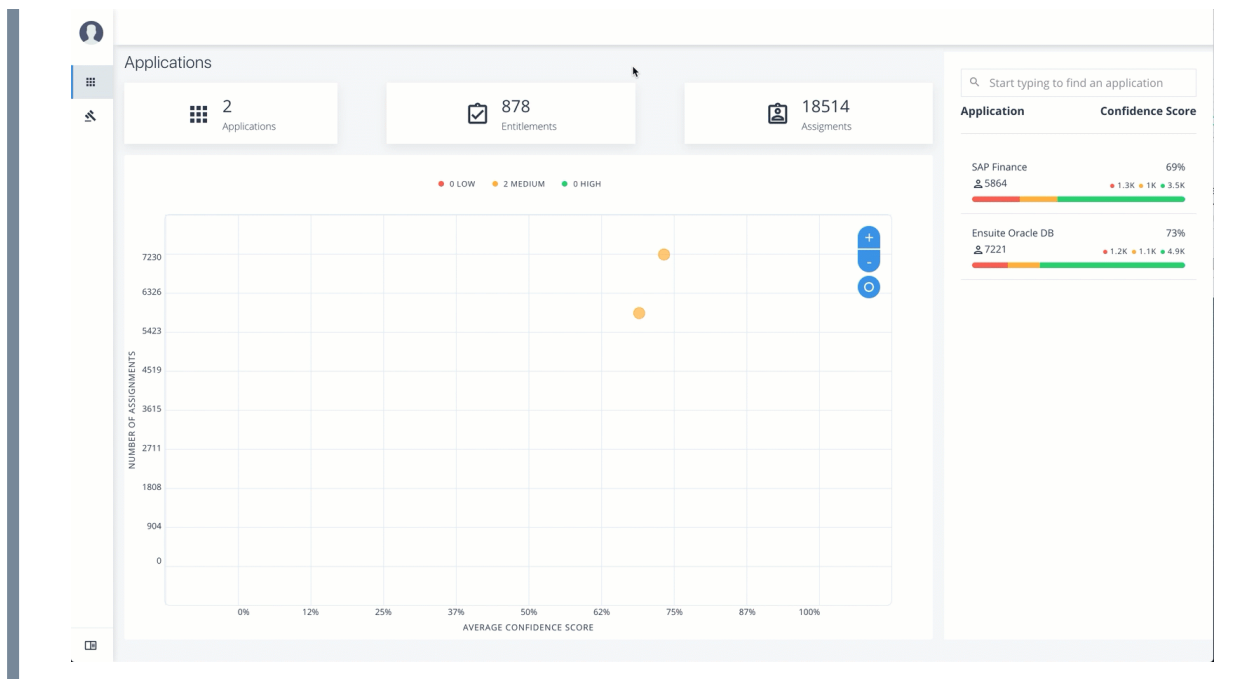 Applications
2
Applications
878
Entitlements
18514
Assigments
0 LOW 2 MEDIUM 0 HIGH
7230
6326
5423
4519
3615
2711
1808
904
0
NUMBER OF ASSIGNMENTS
0% 12% 25% 37% 50% 62% 75% 87% 100%
AVERAGE CONFIDENCE SCORE
+
-
Start typing to find an application
Application Confidence Score
SAP Finance 69%
5864 1.3K 1K 3.5K
Ensuite Oracle DB 73%
7221 1.2K 1.1K 4.9K